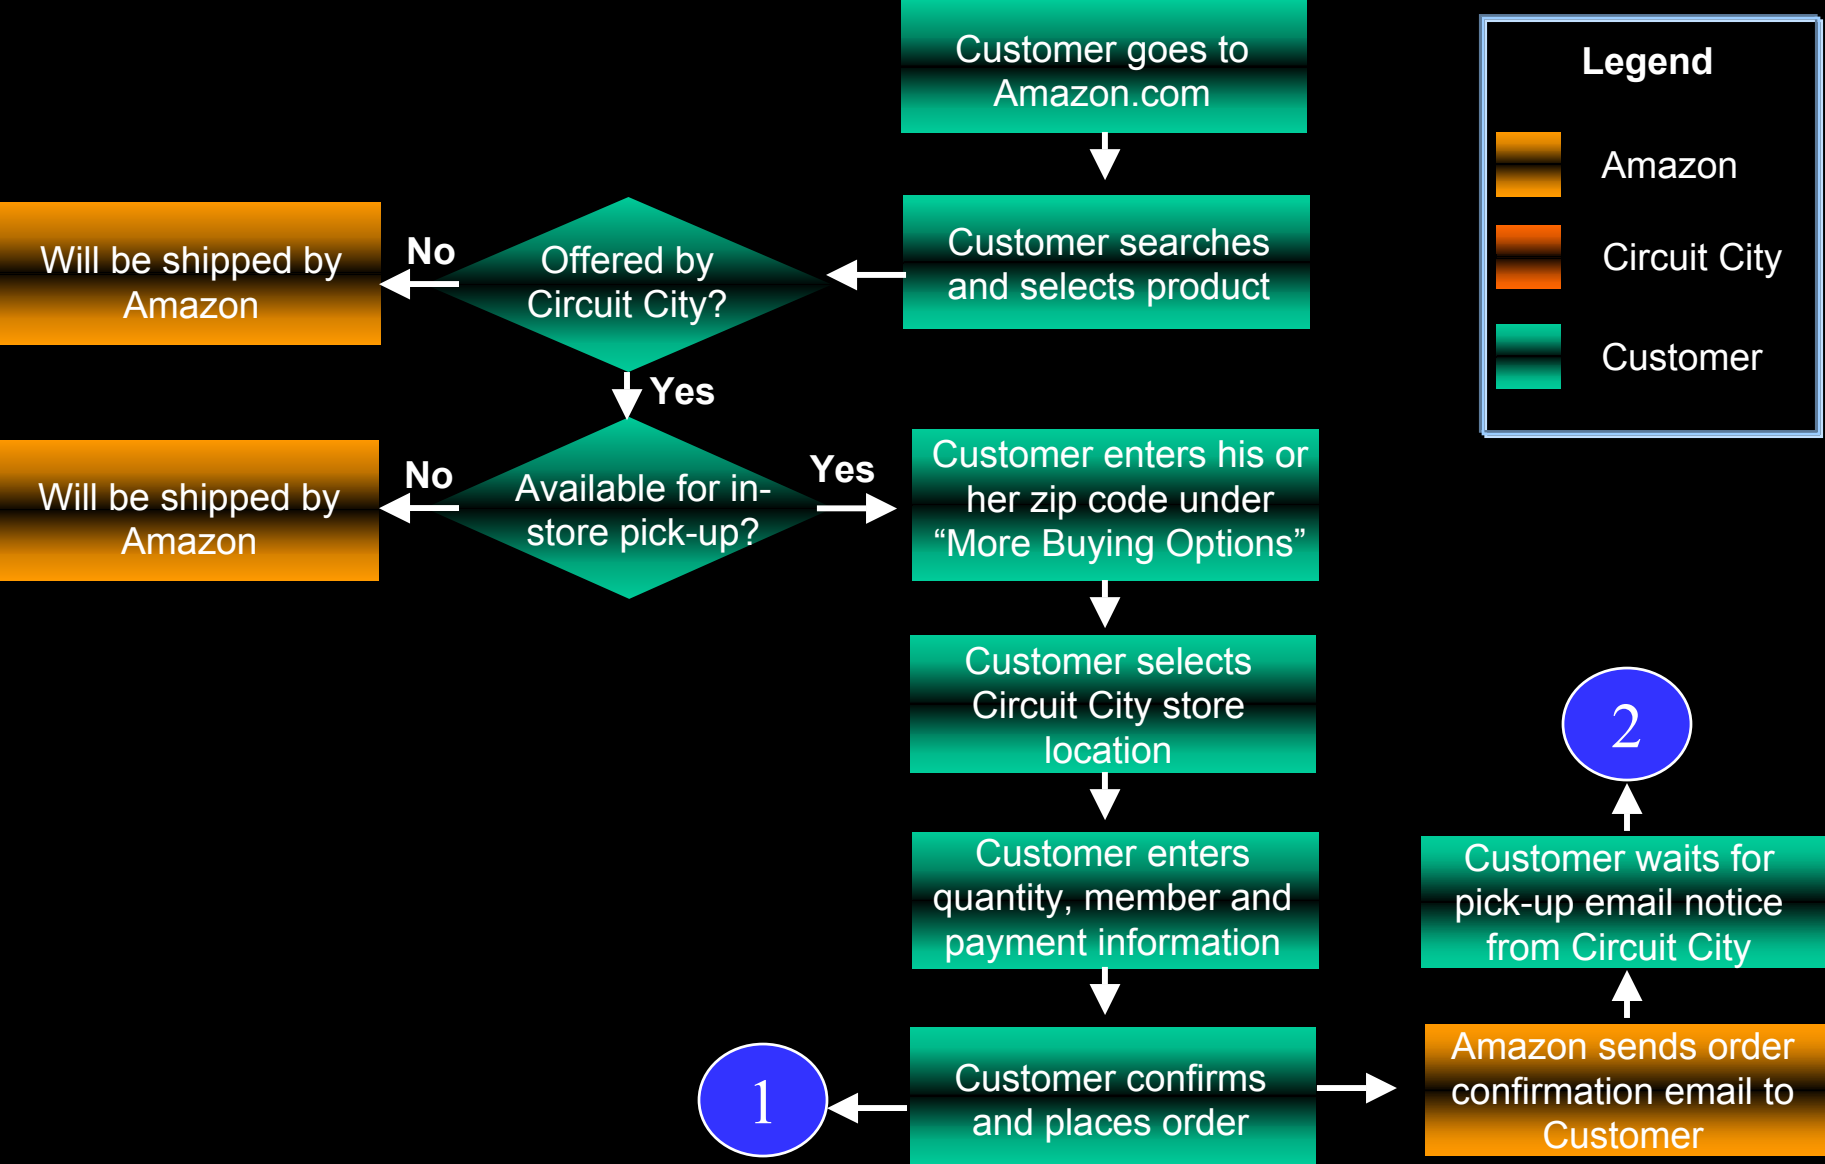 Customer goes to
Amazon.com
Legend
Amazon
Circuit City
Customer
Customer searches
and selects product
Offered by
Circuit City?
No
Will be shipped by
Amazon
Yes
Available for in-
store pick-up?
No
Will be shipped by
Amazon
Yes
Customer enters his or
her zip code under
“More Buying Options”
Customer selects
Circuit City store
location
Customer enters
quantity, member and
payment information
Customer confirms
and places order
1
Amazon sends order
confirmation email to
Customer
Customer waits for
pick-up email notice
from Circuit City
2